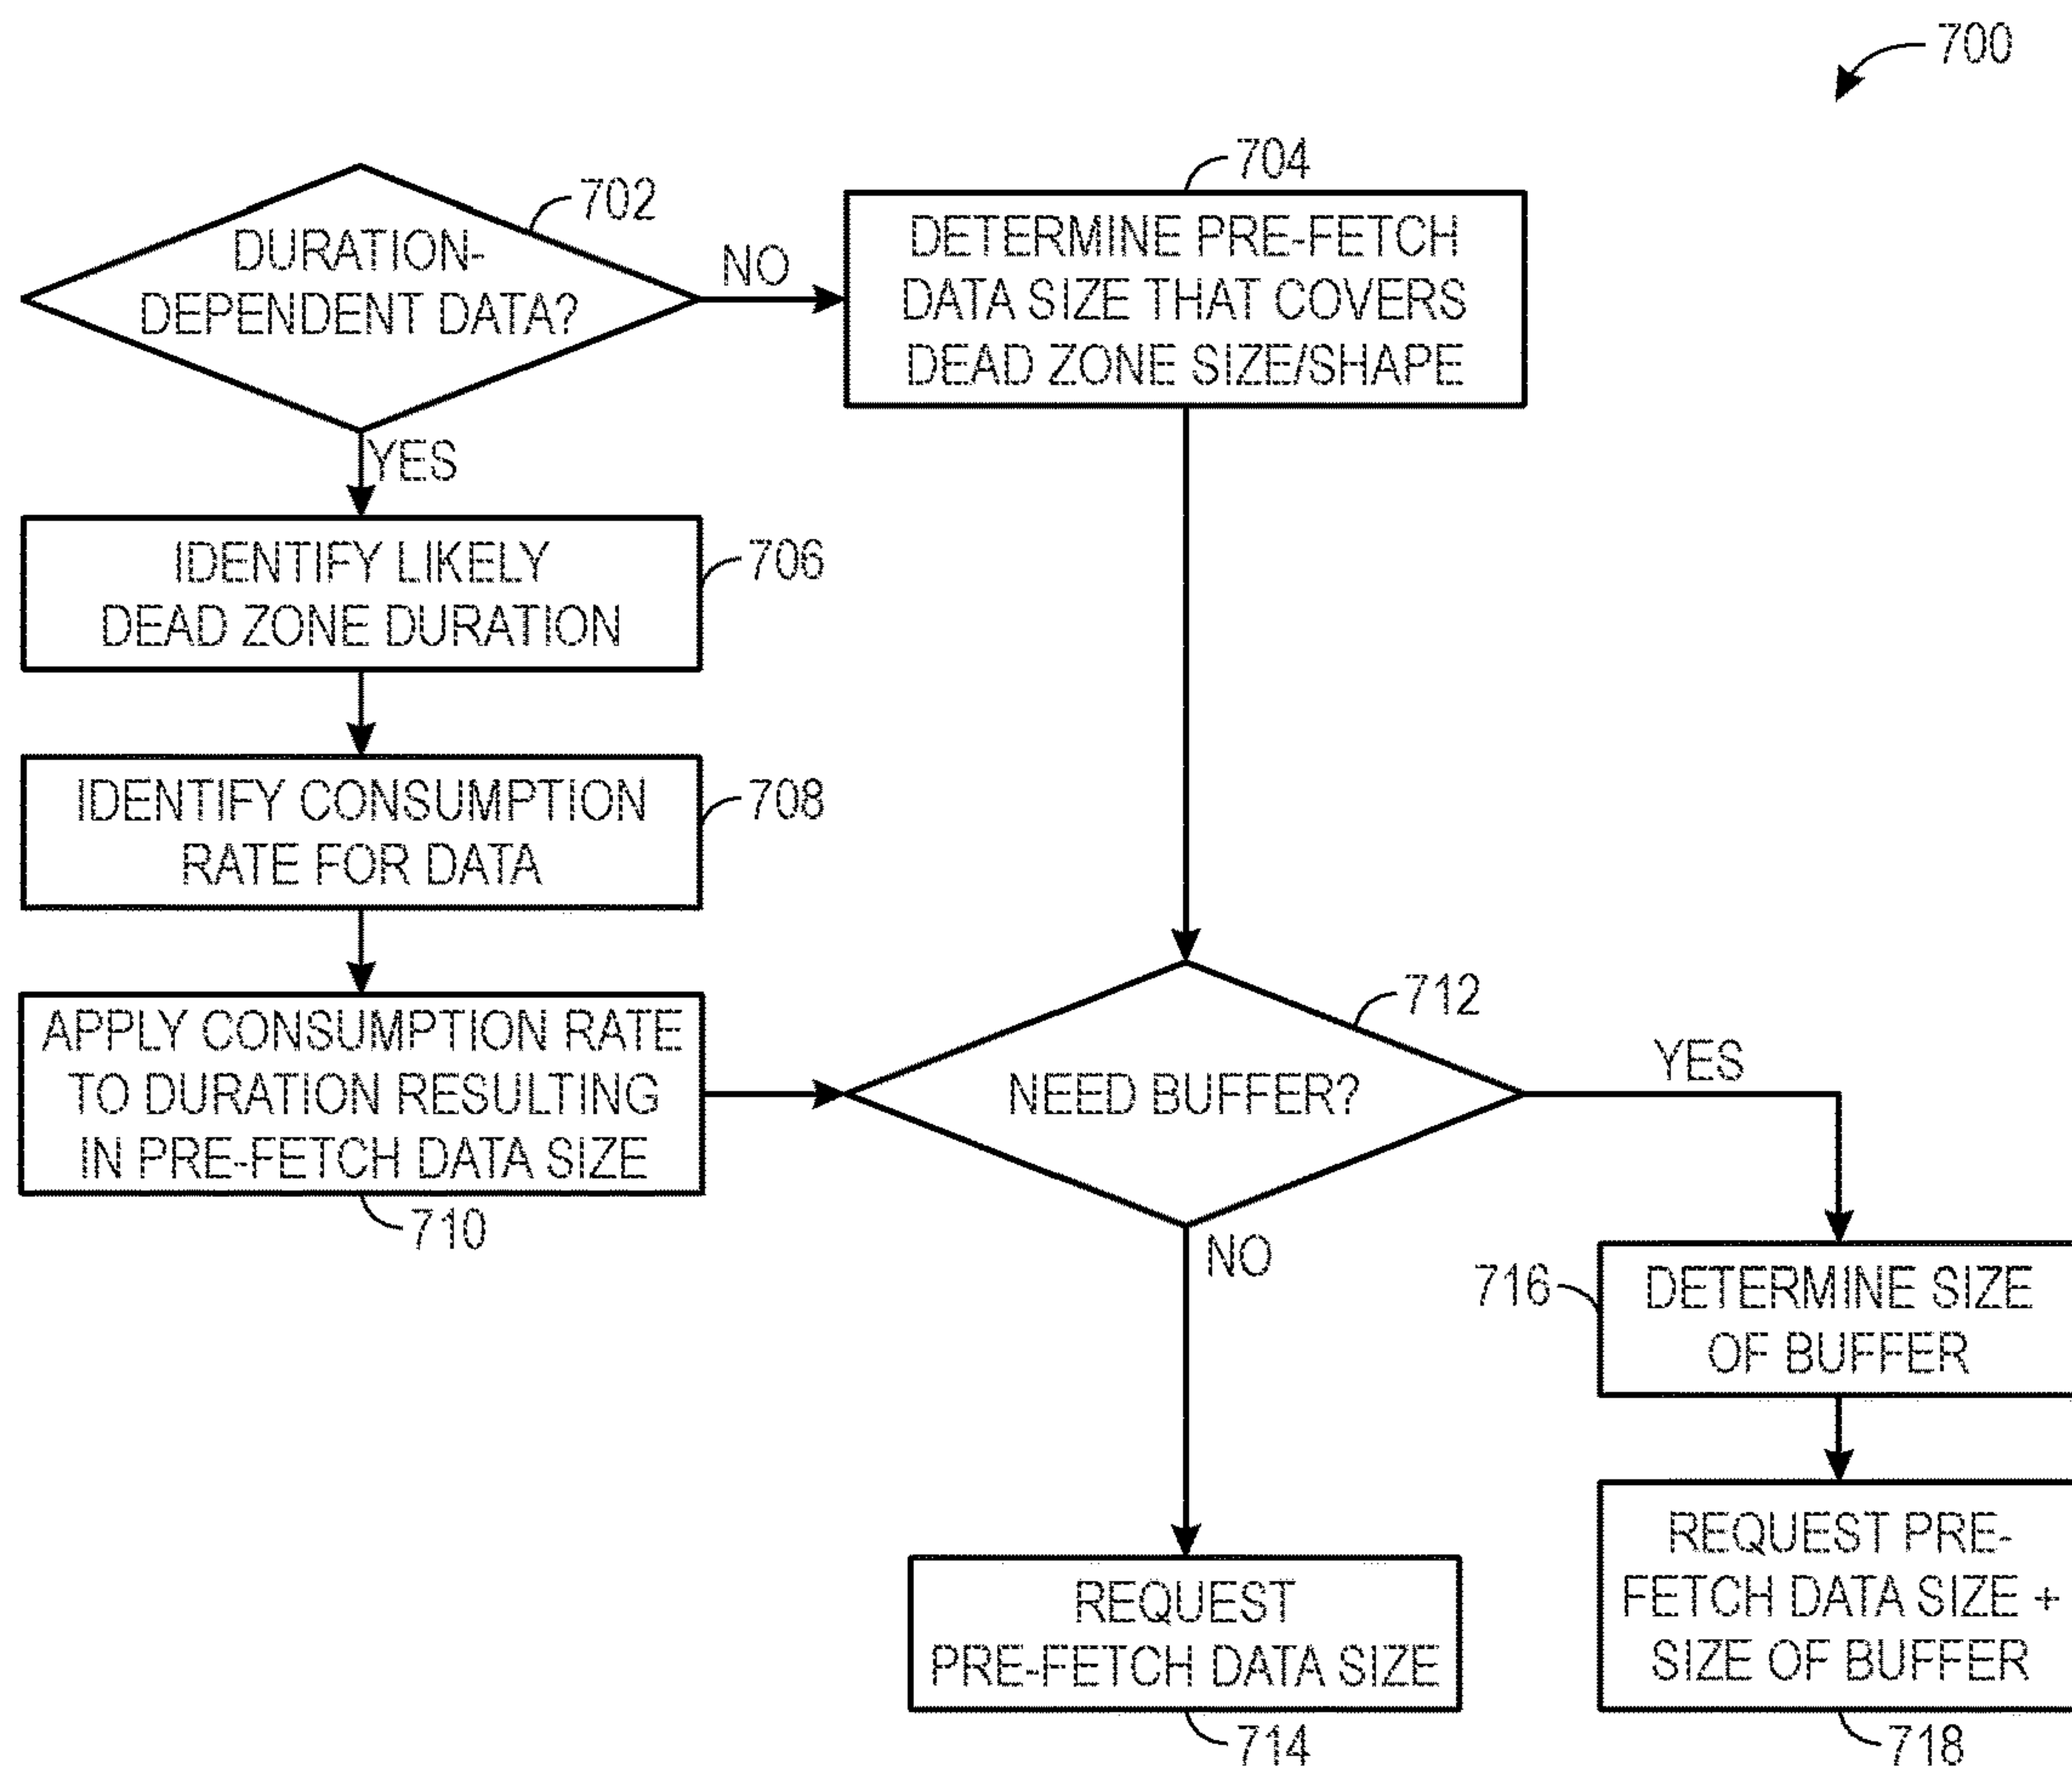 700
702
DURATION-
DEPENDENT DATA?
NO
704
DETERMINE PRE-FETCH
DATA SIZE THAT COVERS
DEAD ZONE SIZE/SHAPE
YES
IDENTIFY LIKELY
DEAD ZONE DURATION
706
IDENTIFY CONSUMPTION
RATE FOR DATA
708
APPLY CONSUMPTION RATE
TO DURATION RESULTING
IN PRE-FETCH DATA SIZE
710
712
NEED BUFFER?
YES
NO
716
DETERMINE SIZE
OF BUFFER
REQUEST
PRE-FETCH DATA SIZE
714
REQUEST PRE-
FETCH DATA SIZE +
SIZE OF BUFFER
718